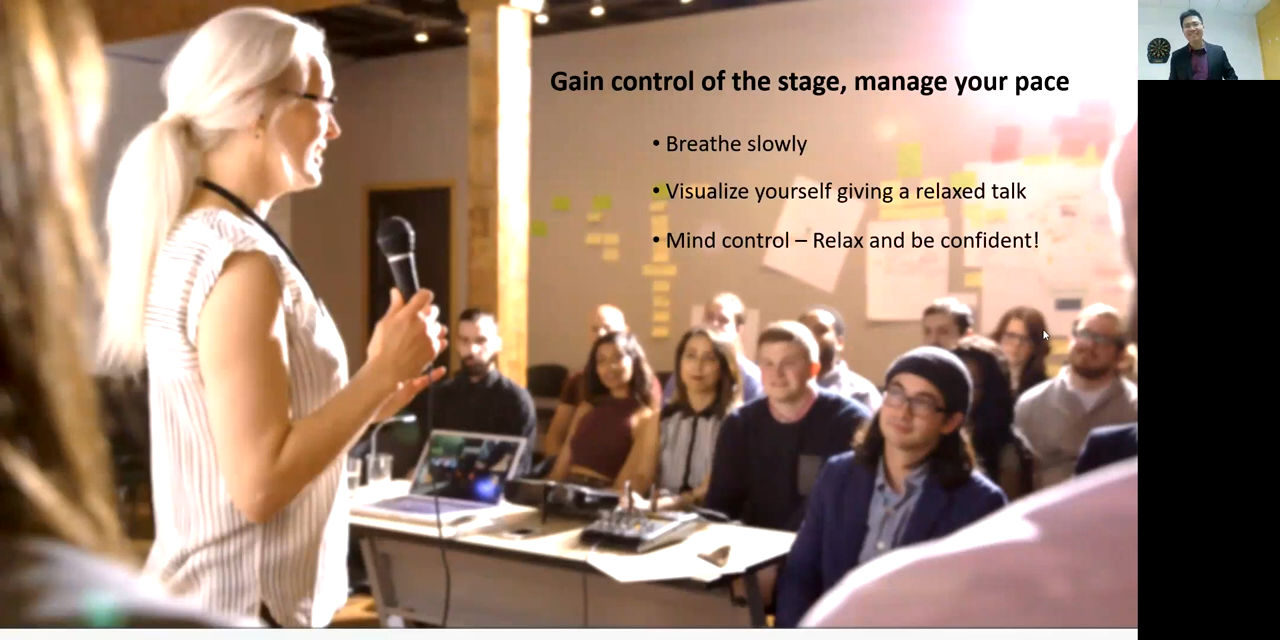 Gain control of the stage, manage your pace
• Breathe slowly
• Visualize yourself giving a relaxed talk
• Mind control – Relax and be confident!